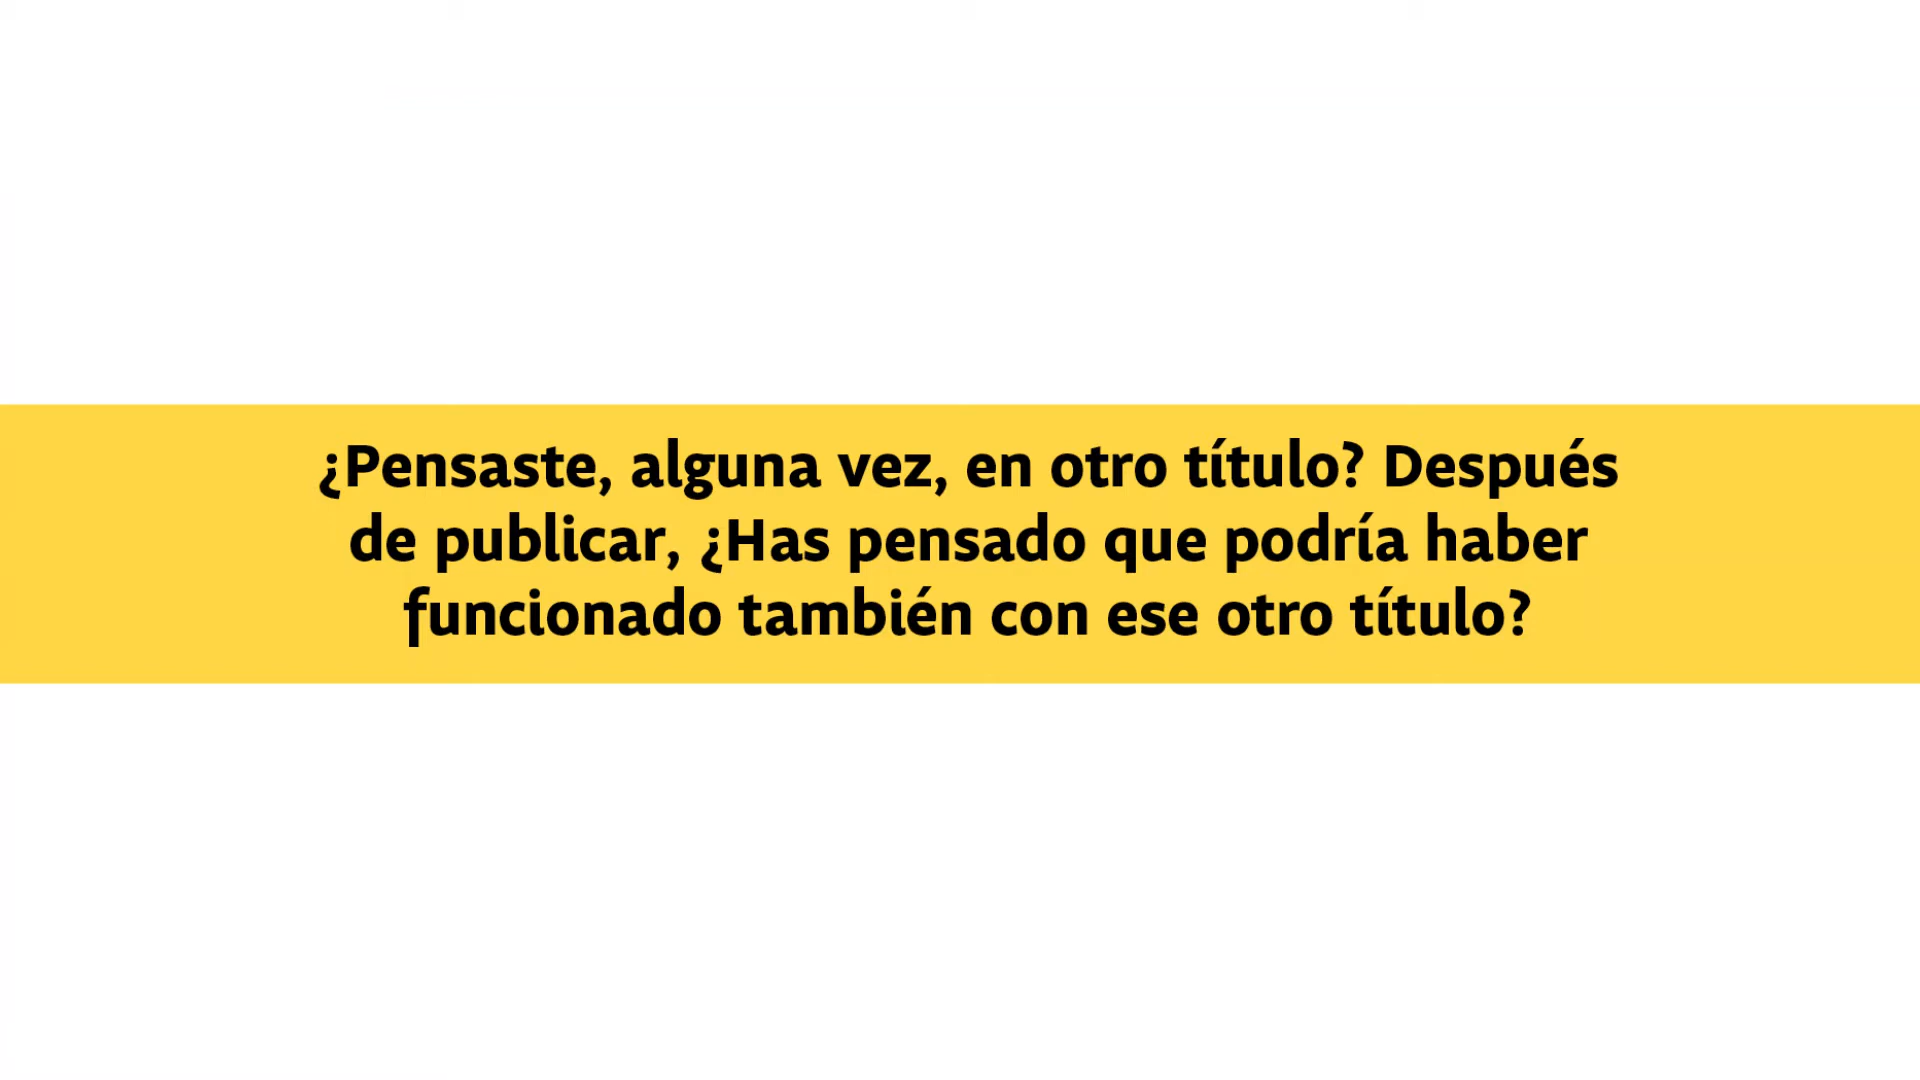 ¿Pensaste, alguna vez, en otro título? Después
de publicar, ¿Has pensado que podría haber
funcionado también con ese otro título?